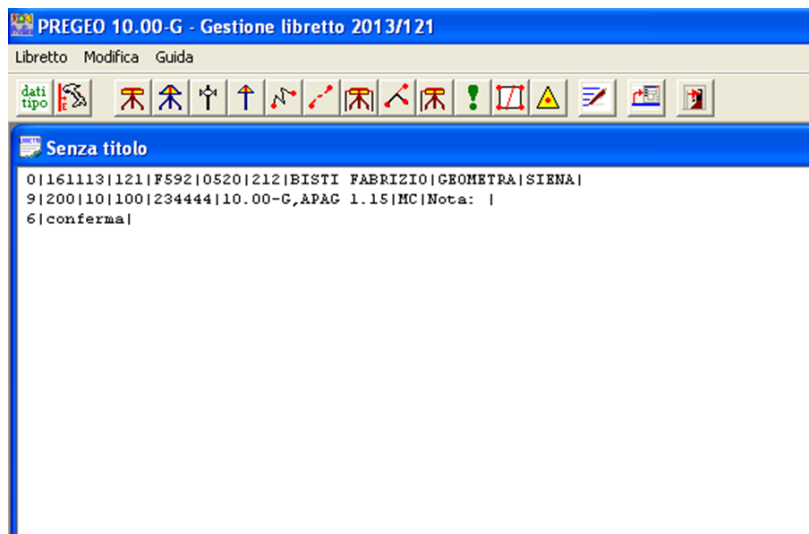 PREGEO 10.00-G - Gestione libretto 2013/121
Libretto Modifica Guida
dati
tipo
Senza titolo
0|161113|121|F592|0520|212|BISTI FABRIZIO|GEOMETRA|SIENA|
9|200|10|100|234444|10.00-G,APAG 1.15|MC|Nota: |
6|conferma|